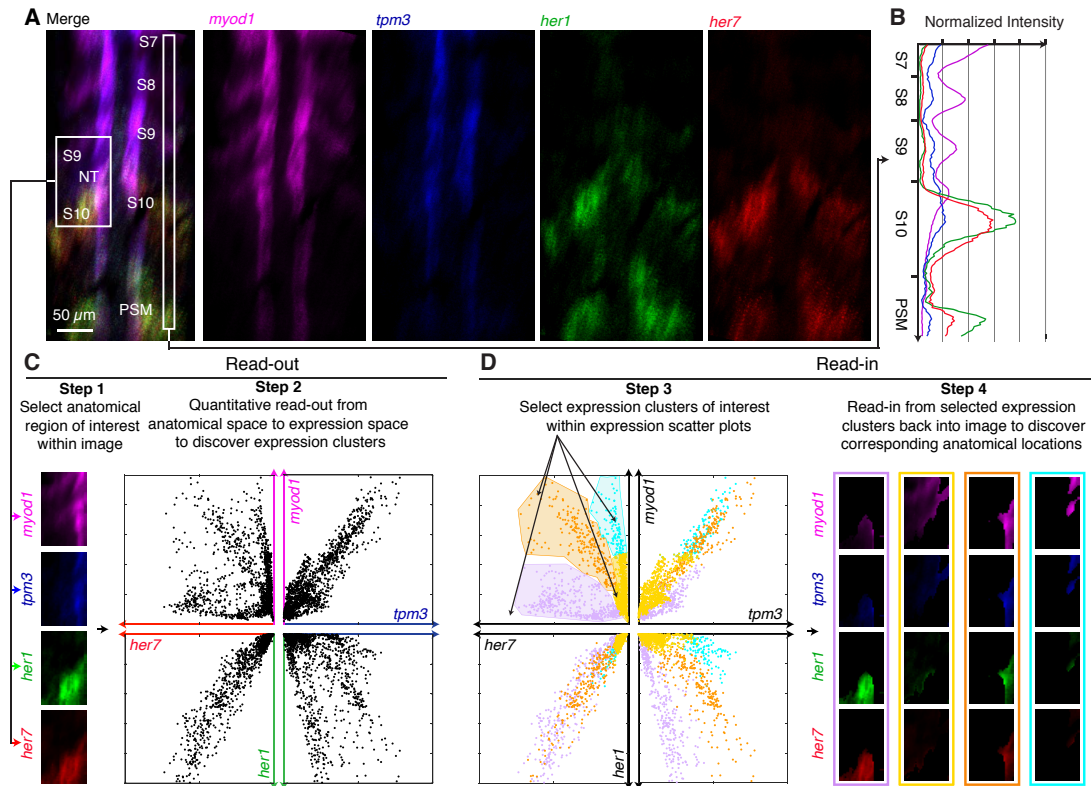 A
Merge
myod1
tpm3
her1
her7
S7
S8
S9
S9
NT
S10
S10
PSM
50 µm
B
Normalized Intensity
S7
S8
S9
S10
PSM
C
Read-out
Step 1
Select anatomical
region of interest
within image
Step 2
Quantitative read-out from
anatomical space to expression space
to discover expression clusters
myod1
tpm3
her1
her7
myod1
tpm3
her7
her1
D
Read-in
Step 3
Select expression clusters of interest
within expression scatter plots
myod1
tpm3
her7
her1
Step 4
Read-in from selected expression
clusters back into image to discover
corresponding anatomical locations
myod1
tpm3
her1
her7